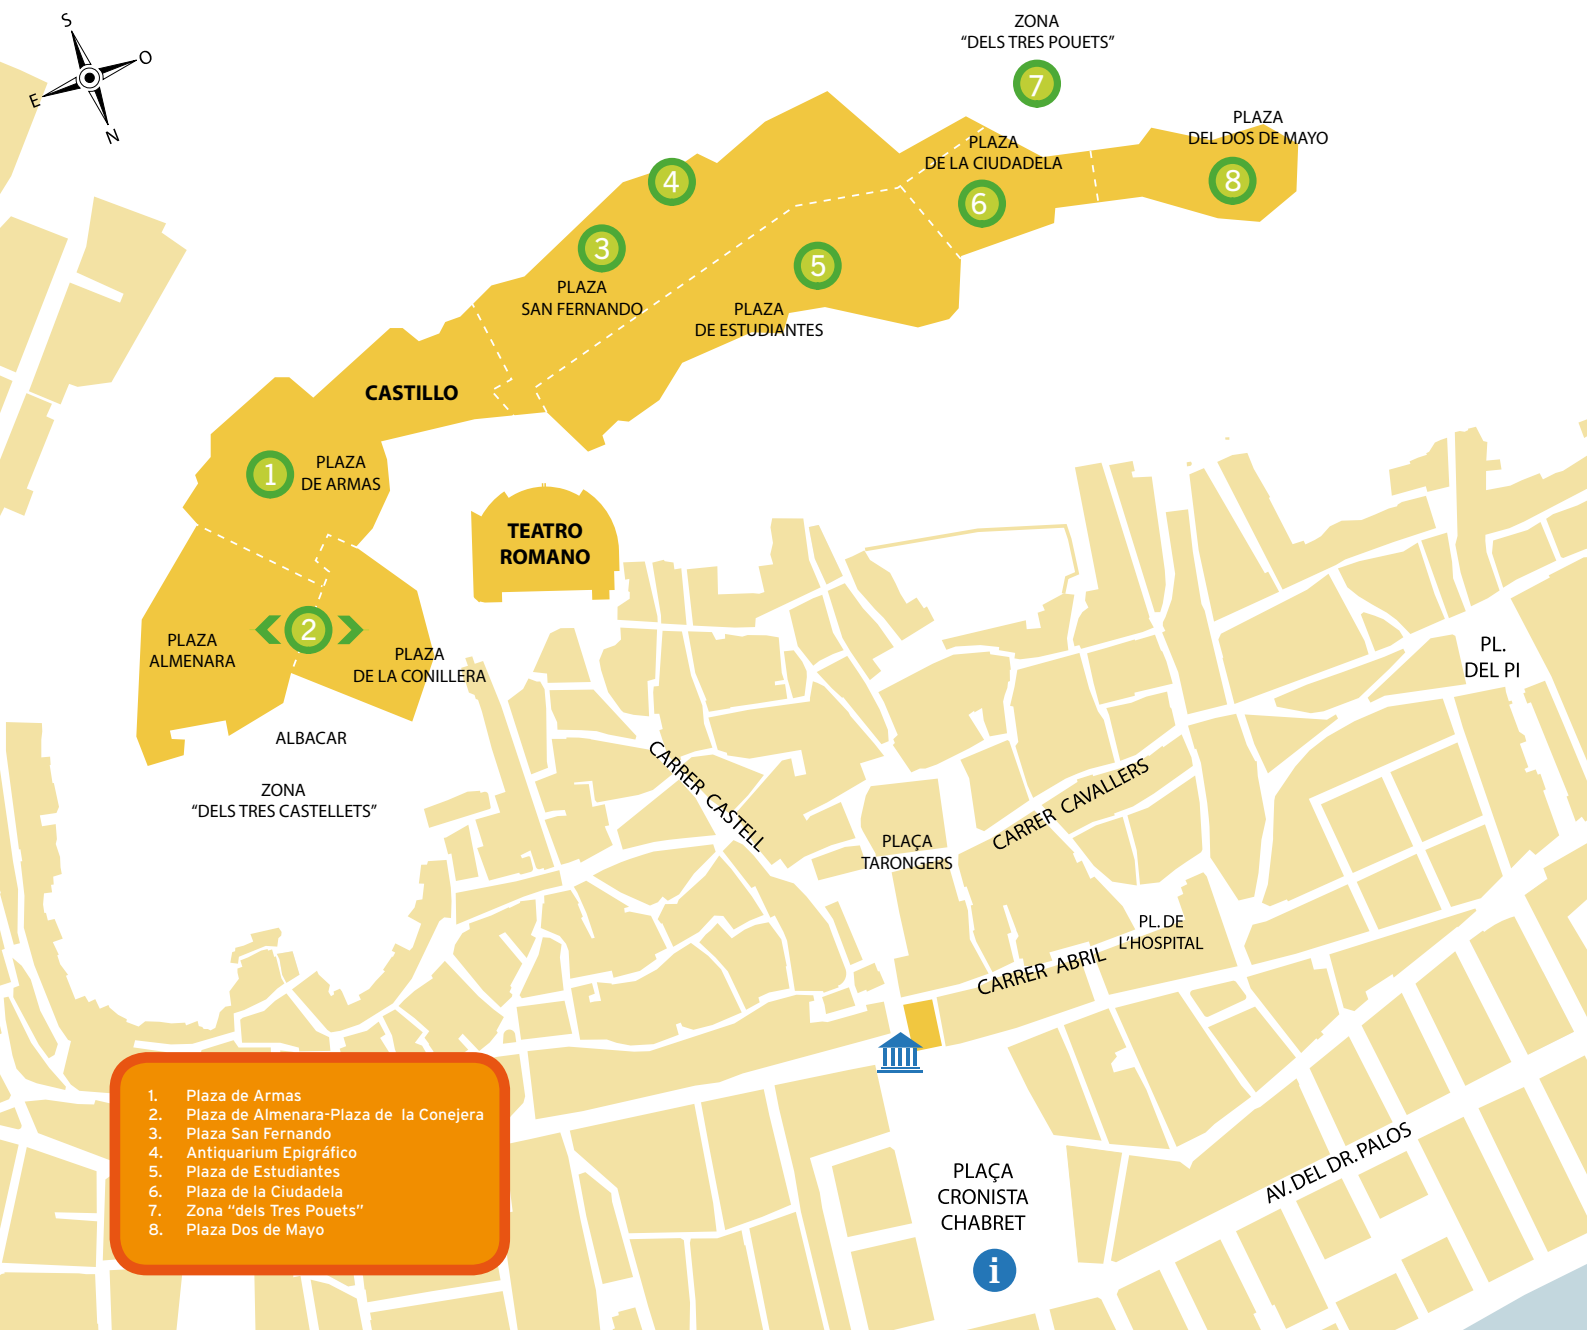 S
O
E
N
ZONA
“DELS TRES POUETS”
7
PLAZA
DEL DOS DE MAYO
8
PLAZA
DE LA CIUDADELA
6
4
3
PLAZA
SAN FERNANDO
5
PLAZA
DE ESTUDIANTES
CASTILLO
1
PLAZA
DE ARMAS
TEATRO
ROMANO
2
PLAZA
ALMENARA
PLAZA
DE LA CONILLERA
ALBACAR
ZONA
“DELS TRES CASTELLETS”
PL.
DEL PI
CARRER CASTELL
CARRER CAVALLERS
PLAÇA
TARONGERS
PL. DE
L’HOSPITAL
CARRER ABRIL
AV. DEL DR. PALOS
PLAÇA
CRONISTA
CHABRET
i
1. Plaza de Armas
2. Plaza de Almenara-Plaza de la Conejera
3. Plaza San Fernando
4. Antiquarium Epigráfico
5. Plaza de Estudiantes
6. Plaza de la Ciudadela
7. Zona “dels Tres Pouets”
8. Plaza Dos de Mayo